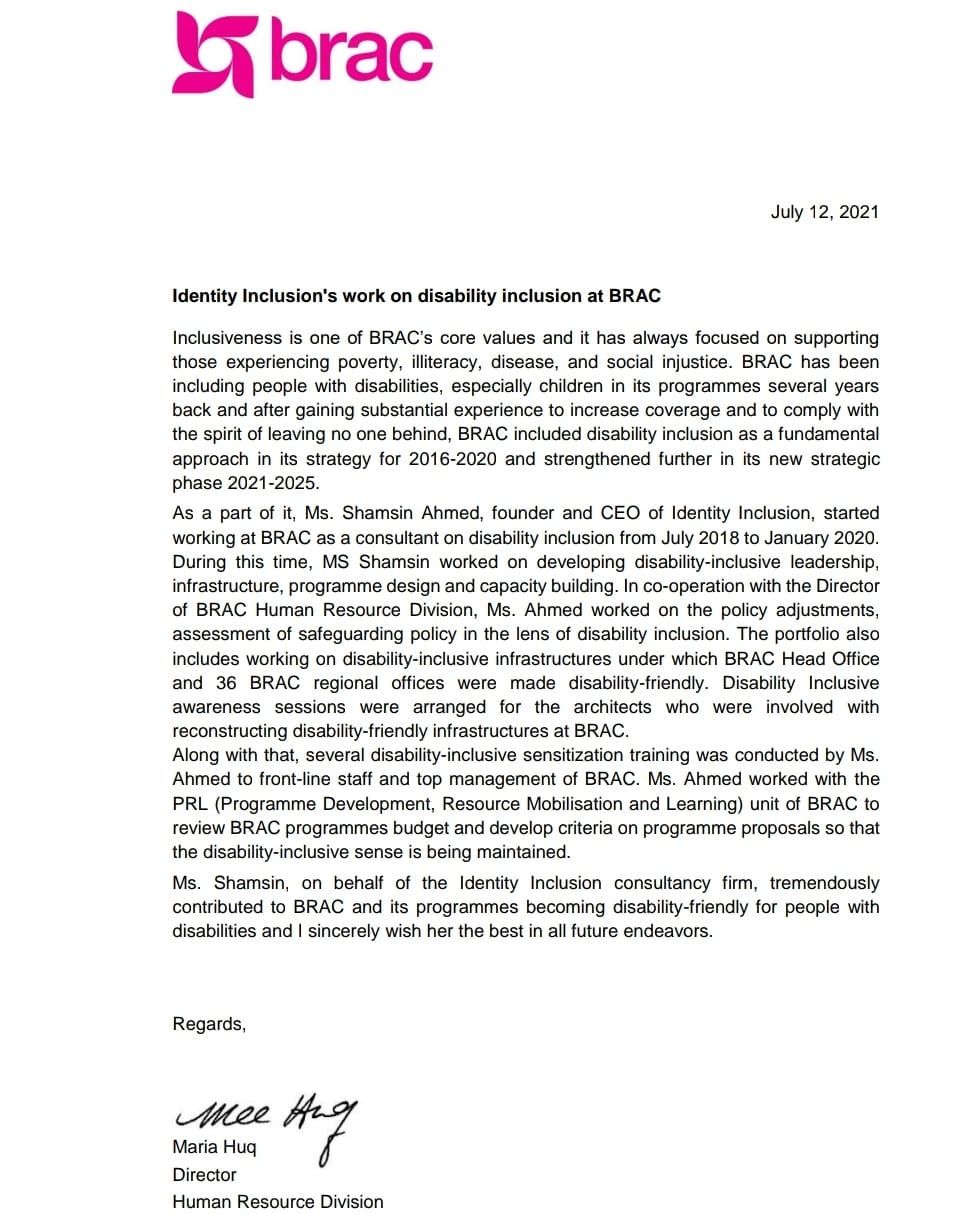 brac
July 12, 2021
Identity Inclusion's work on disability inclusion at BRAC
Inclusiveness is one of BRAC’s core values and it has always focused on supporting
those experiencing poverty, illiteracy, disease, and social injustice. BRAC has been
including people with disabilities, especially children in its programmes several years
back and after gaining substantial experience to increase coverage and to comply with
the spirit of leaving no one behind, BRAC included disability inclusion as a fundamental
approach in its strategy for 2016-2020 and strengthened further in its new strategic
phase 2021-2025.
As a part of it, Ms. Shamsin Ahmed, founder and CEO of Identity Inclusion, started
working at BRAC as a consultant on disability inclusion from July 2018 to January 2020.
During this time, MS Shamsin worked on developing disability-inclusive leadership,
infrastructure, programme design and capacity building. In co-operation with the Director
of BRAC Human Resource Division, Ms. Ahmed worked on the policy adjustments,
assessment of safeguarding policy in the lens of disability inclusion. The portfolio also
includes working on disability-inclusive infrastructures under which BRAC Head Office
and 36 BRAC regional offices were made disability-friendly. Disability Inclusive
awareness sessions were arranged for the architects who were involved with
reconstructing disability-friendly infrastructures at BRAC.
Along with that, several disability-inclusive sensitization training was conducted by Ms.
Ahmed to front-line staff and top management of BRAC. Ms. Ahmed worked with the
PRL (Programme Development, Resource Mobilisation and Learning) unit of BRAC to
review BRAC programmes budget and develop criteria on programme proposals so that
the disability-inclusive sense is being maintained.
Ms. Shamsin, on behalf of the Identity Inclusion consultancy firm, tremendously
contributed to BRAC and its programmes becoming disability-friendly for people with
disabilities and I sincerely wish her the best in all future endeavors.
Regards,
Maria Huq
Director
Human Resource Division